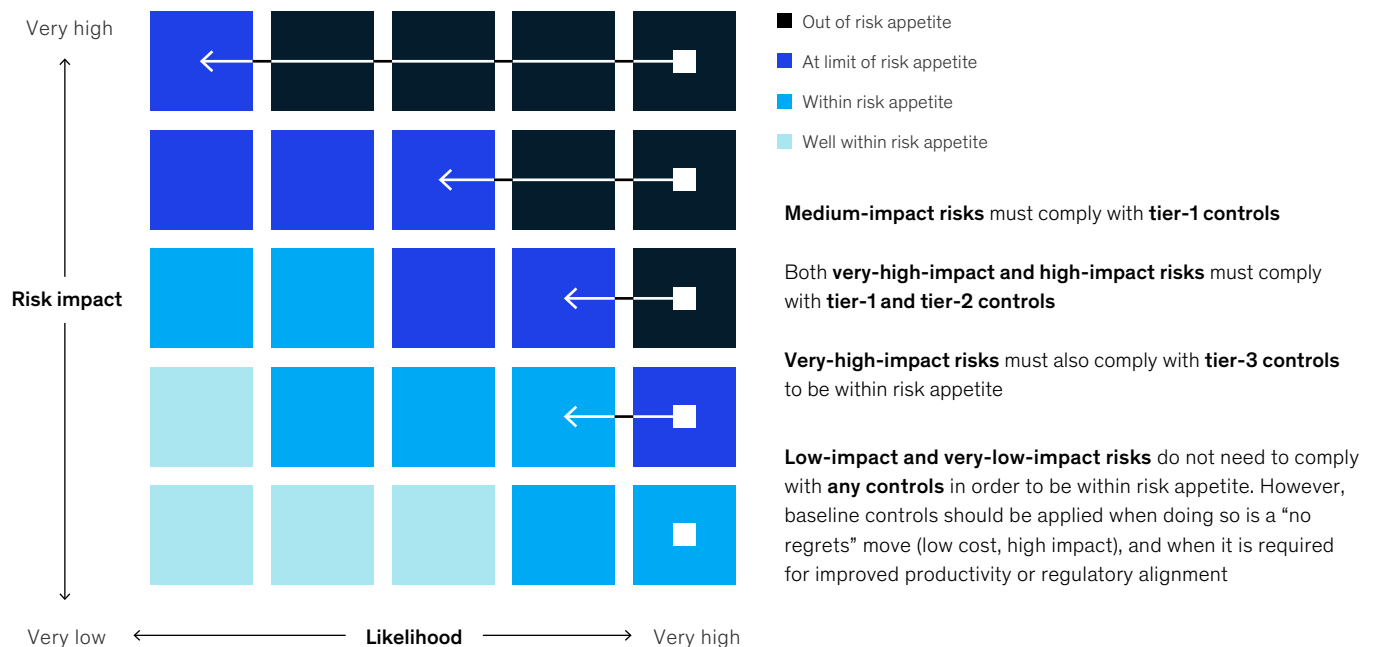 Very high
Risk impact
Very low
Likelihood
Very high
Out of risk appetite
At limit of risk appetite
Within risk appetite
Well within risk appetite
Medium-impact risks must comply with tier-1 controls
Both very-high-impact and high-impact risks must comply
with tier-1 and tier-2 controls
Very-high-impact risks must also comply with tier-3 controls
to be within risk appetite
Low-impact and very-low-impact risks do not need to comply
with any controls in order to be within risk appetite. However,
baseline controls should be applied when doing so is a “no
regrets” move (low cost, high impact), and when it is required
for improved productivity or regulatory alignment